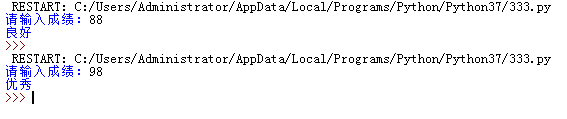 RESTART: C:/Users/Administrator/AppData/Local/Programs/Python/Python37/333.py
请输入成绩: 88
良好
>>>
RESTART: C:/Users/Administrator/AppData/Local/Programs/Python/Python37/333.py
请输入成绩: 98
优秀
>>>